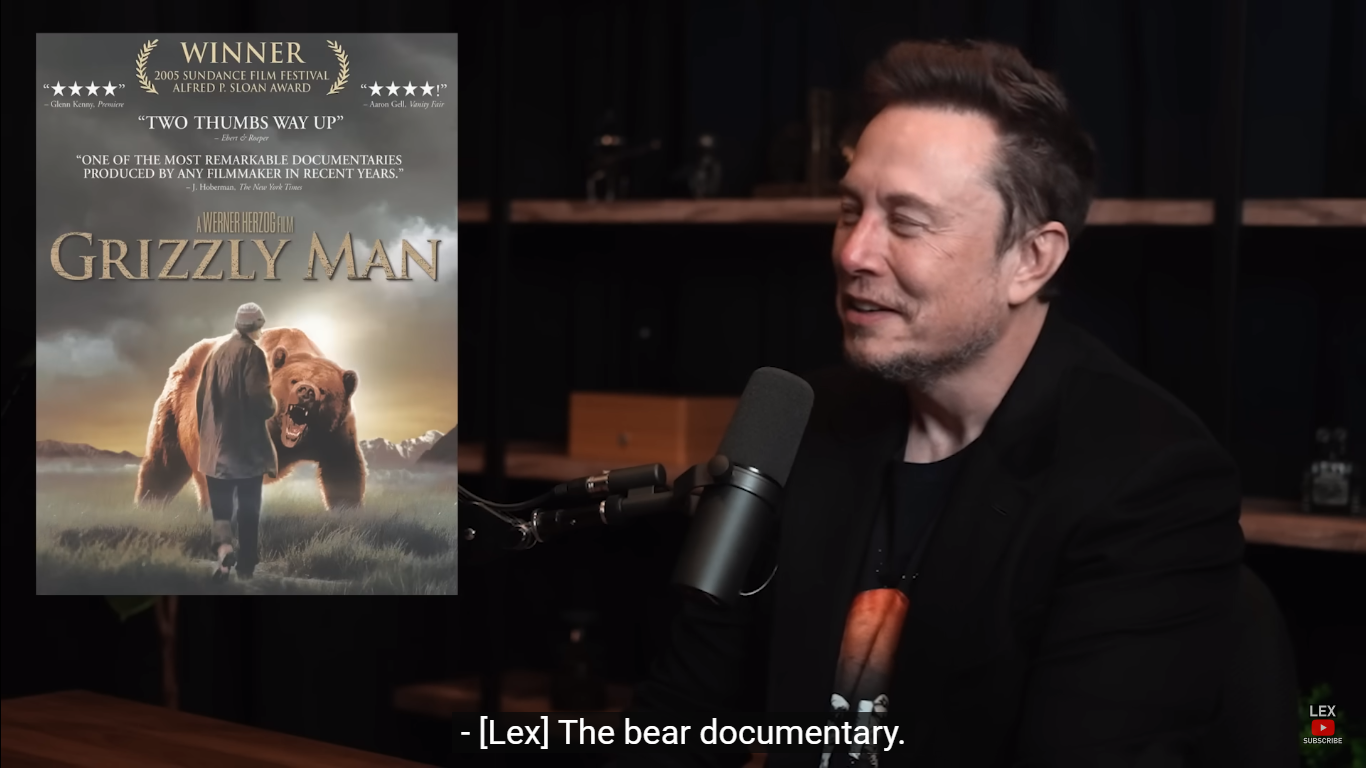 WINNER
2005 SUNDANCE FILM FESTIVAL
ALFRED P. SLOAN AWARD
“★★★★”
– Glenn Kenny, Premiere
“★★★★!”
– Aaron Gell, Vanity Fair
“TWO THUMBS WAY UP”
– Ebert & Roeper
“ONE OF THE MOST REMARKABLE DOCUMENTARIES
PRODUCED BY ANY FILMMAKER IN RECENT YEARS.”
– J. Hoberman, The New York Times
A WERNER HERZOG FILM
GRIZZLY MAN
- [Lex] The bear documentary.
LEX
SUBSCRIBE